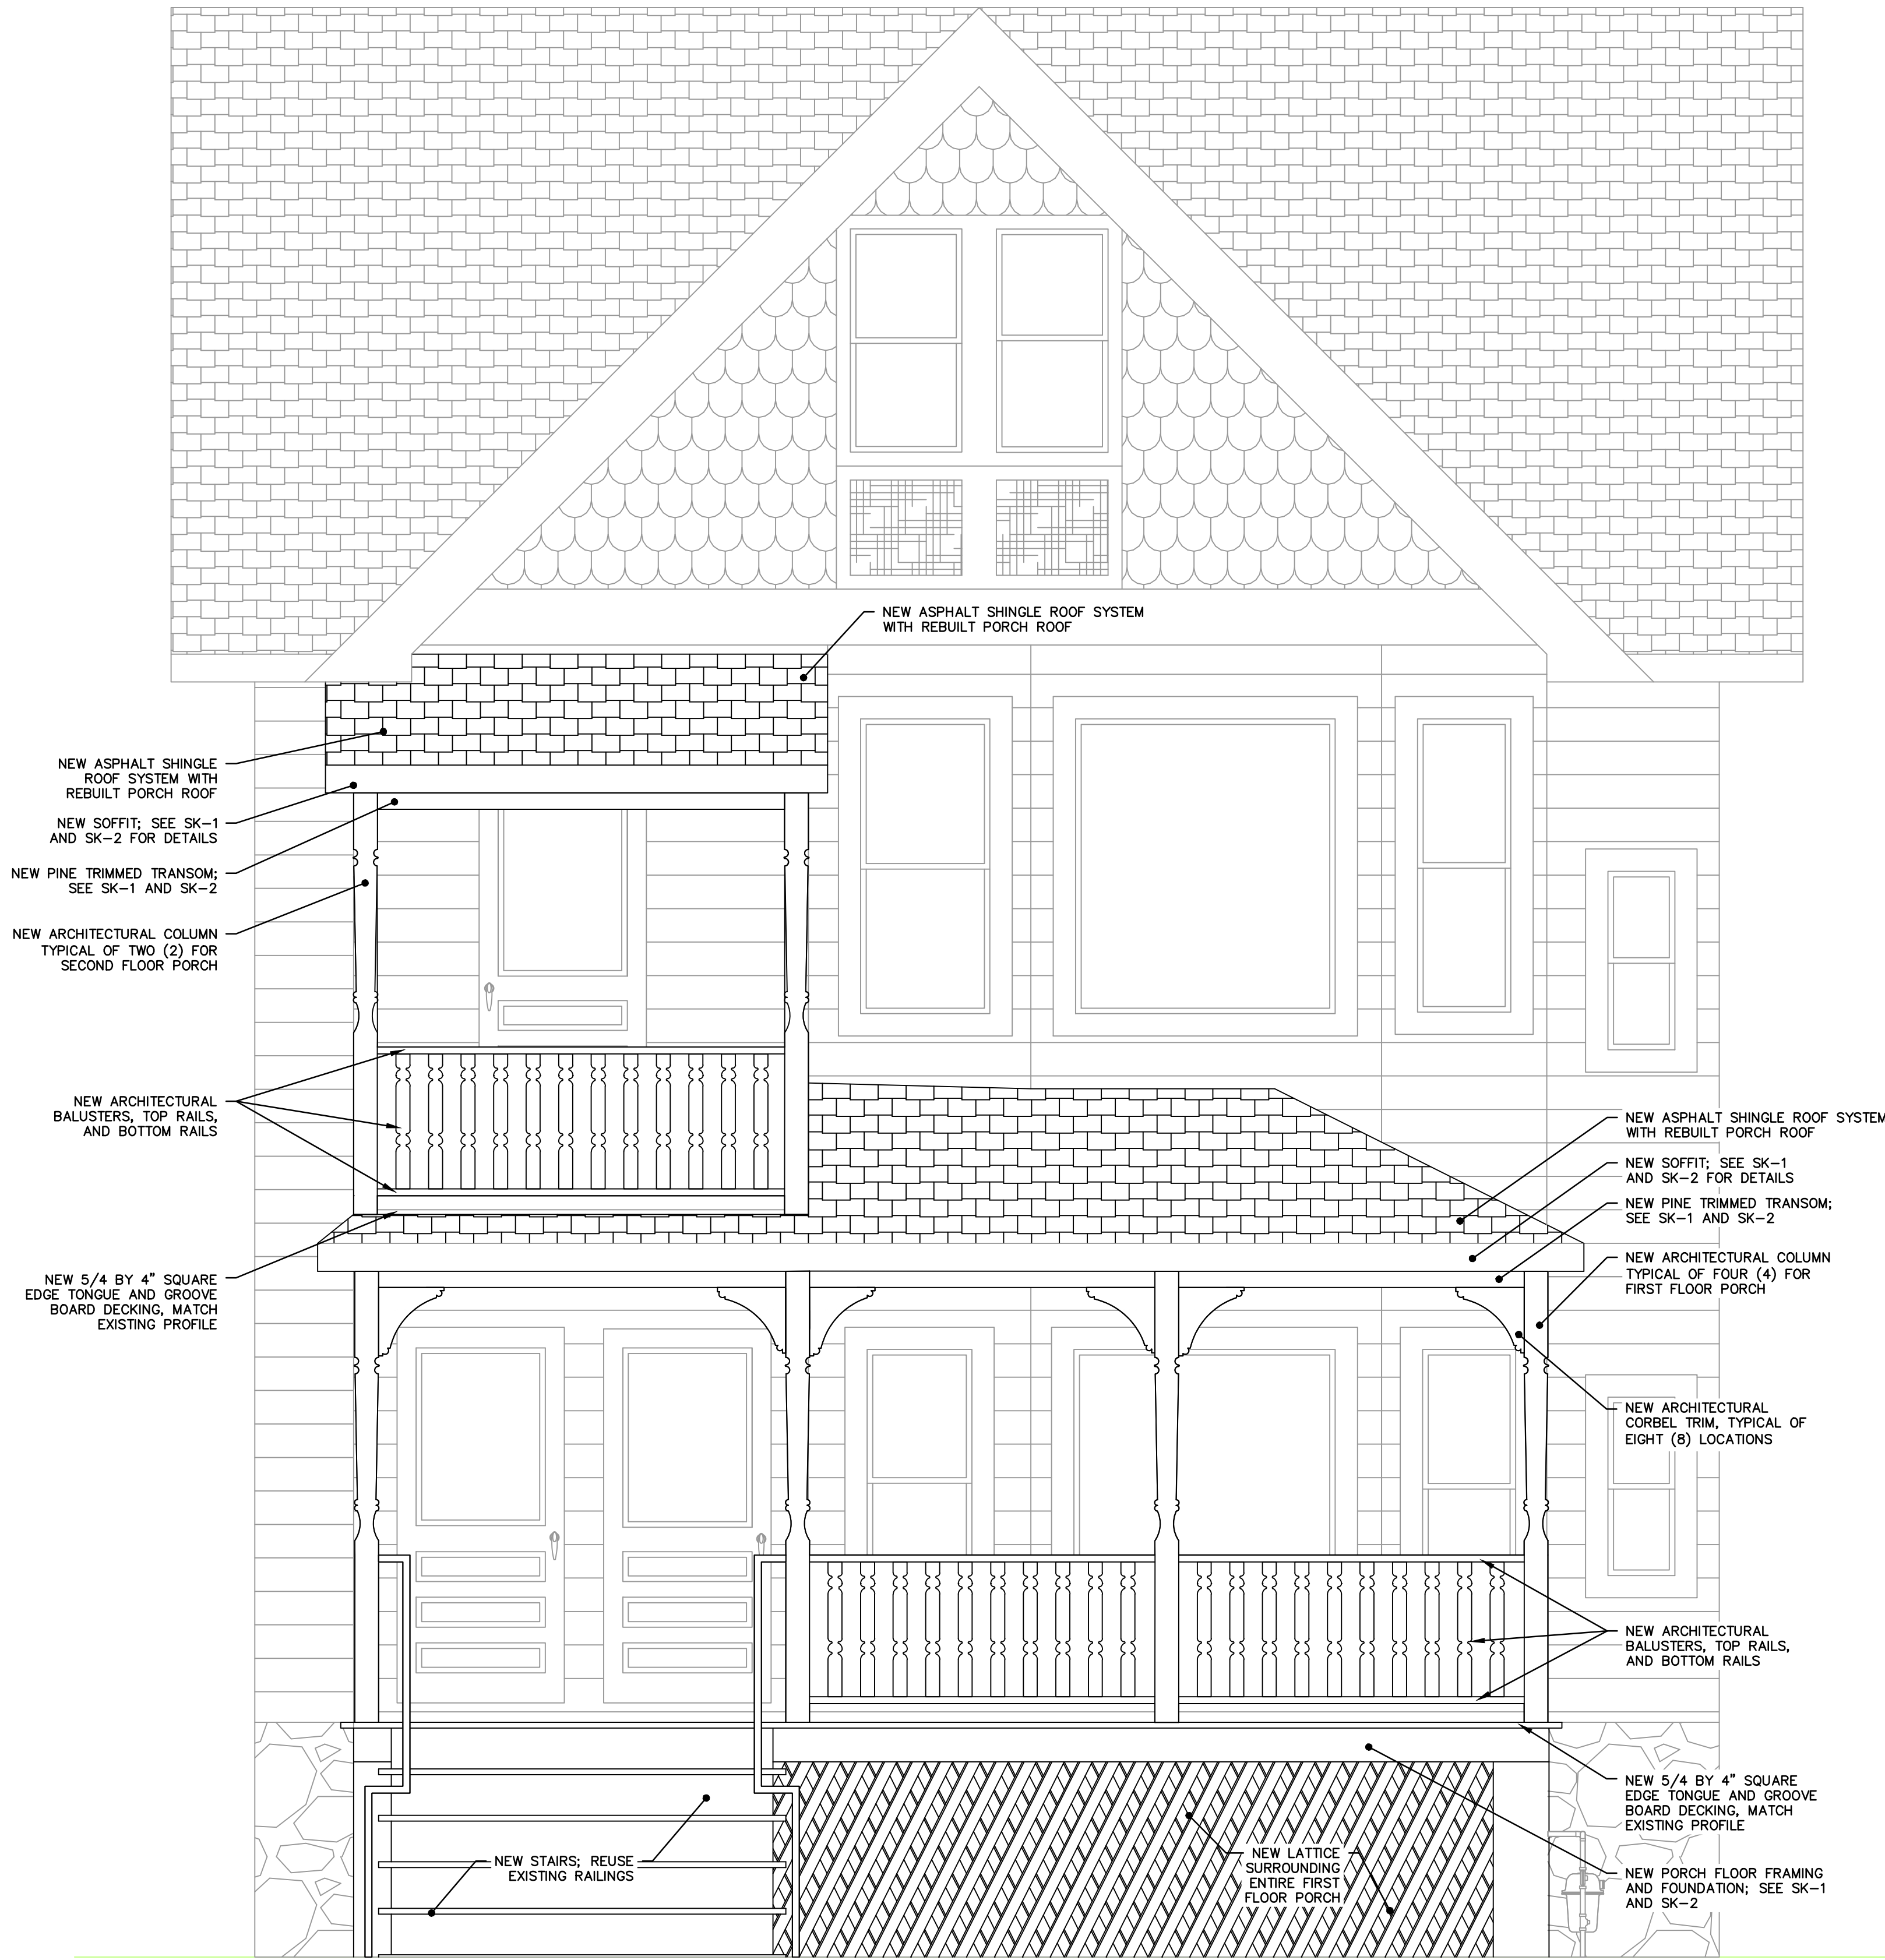 NEW ASPHALT SHINGLE ROOF SYSTEM
WITH REBUILT PORCH ROOF
NEW ASPHALT SHINGLE
ROOF SYSTEM WITH
REBUILT PORCH ROOF
NEW SOFFIT; SEE SK-1
AND SK-2 FOR DETAILS
NEW PINE TRIMMED TRANSOM;
SEE SK-1 AND SK-2
NEW ARCHITECTURAL COLUMN
TYPICAL OF TWO (2) FOR
SECOND FLOOR PORCH
NEW ARCHITECTURAL
BALUSTERS, TOP RAILS,
AND BOTTOM RAILS
NEW 5/4 BY 4" SQUARE
EDGE TONGUE AND GROOVE
BOARD DECKING, MATCH
EXISTING PROFILE
NEW ASPHALT SHINGLE ROOF SYSTEM
WITH REBUILT PORCH ROOF
NEW SOFFIT; SEE SK-1
AND SK-2 FOR DETAILS
NEW PINE TRIMMED TRANSOM;
SEE SK-1 AND SK-2
NEW ARCHITECTURAL COLUMN
TYPICAL OF FOUR (4) FOR
FIRST FLOOR PORCH
NEW ARCHITECTURAL
CORBEL TRIM, TYPICAL OF
EIGHT (8) LOCATIONS
NEW ARCHITECTURAL
BALUSTERS, TOP RAILS,
AND BOTTOM RAILS
NEW 5/4 BY 4" SQUARE
EDGE TONGUE AND GROOVE
BOARD DECKING, MATCH
EXISTING PROFILE
NEW PORCH FLOOR FRAMING
AND FOUNDATION; SEE SK-1
AND SK-2
NEW STAIRS; REUSE
EXISTING RAILINGS
NEW LATTICE
SURROUNDING
ENTIRE FIRST
FLOOR PORCH